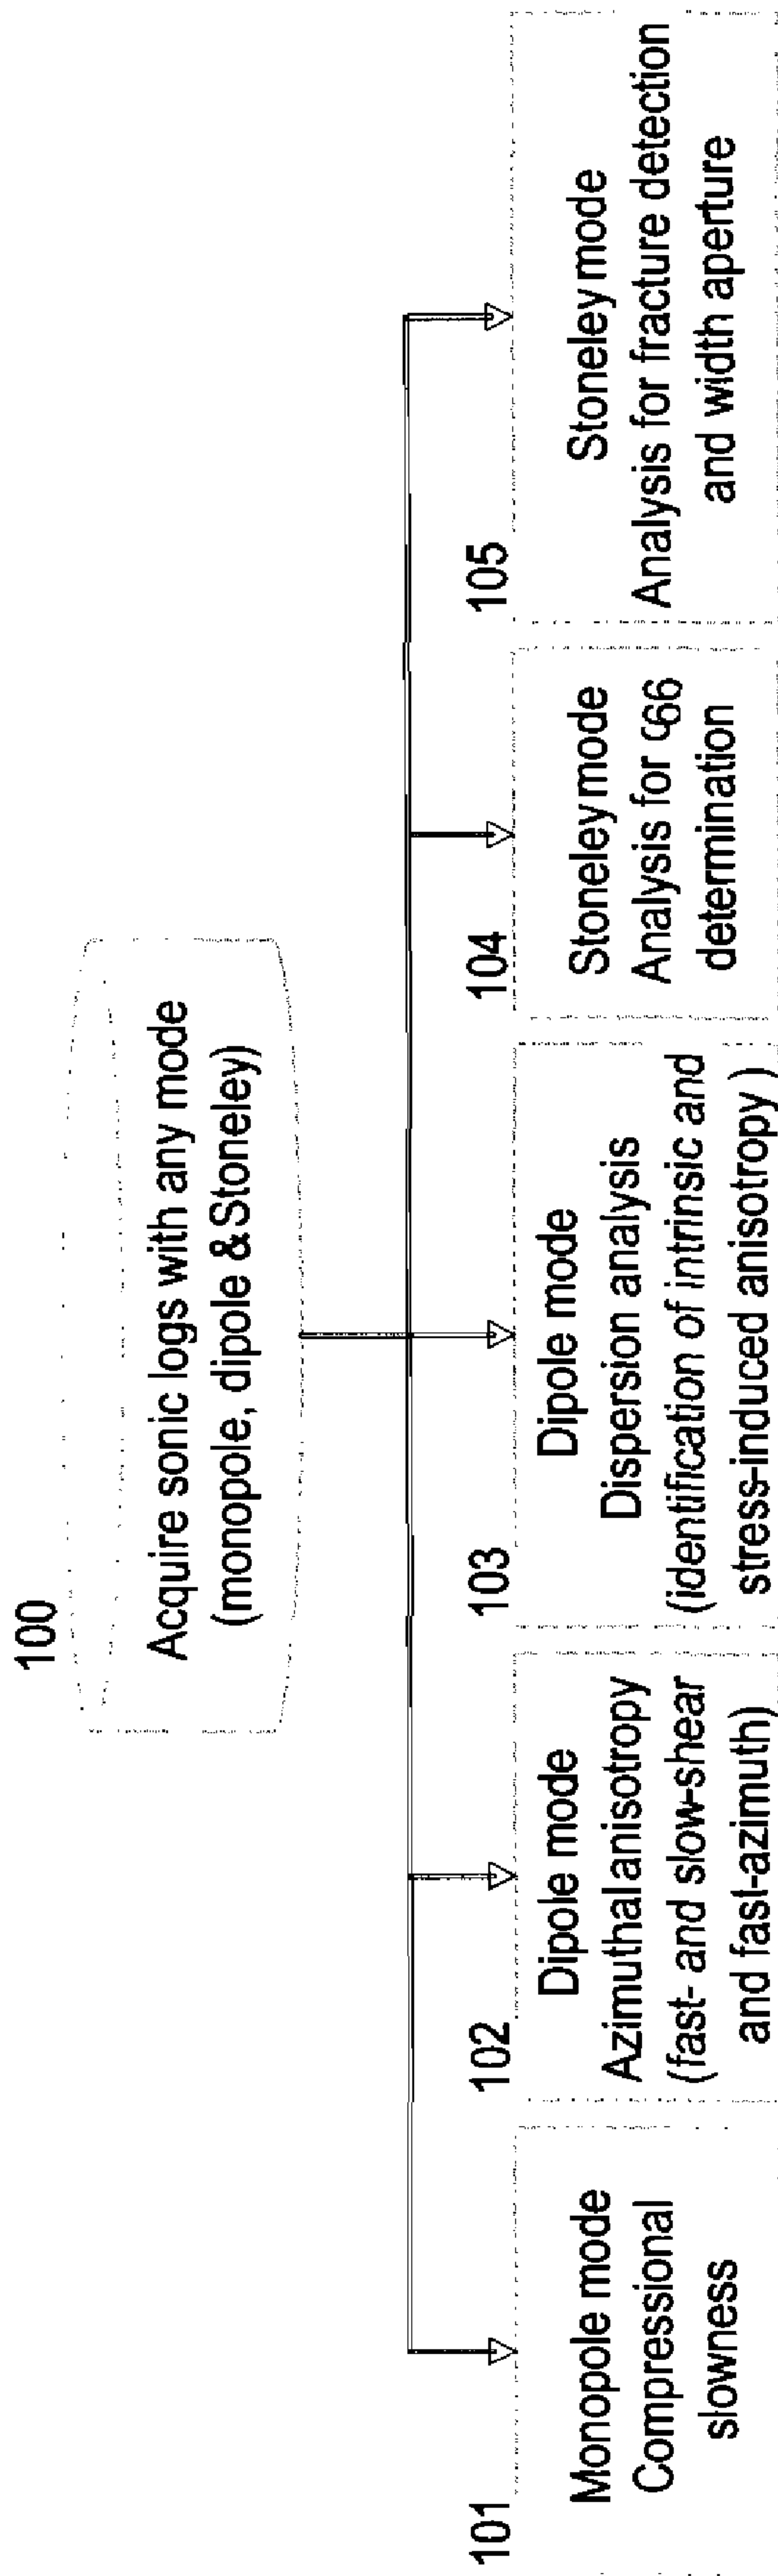 100
Acquire sonic logs with any mode
(monopole, dipole & Stoneley)
101
Monopole mode
Compressional
slowness
102
Dipole mode
Azimuthal anisotropy
(fast- and slow-shear
and fast-azimuth)
103
Dipole mode
Dispersion analysis
(identification of intrinsic and
stress-induced anisotropy )
104
Stoneley mode
Analysis for c66
determination
105
Stoneley mode
Analysis for fracture detection
and width aperture